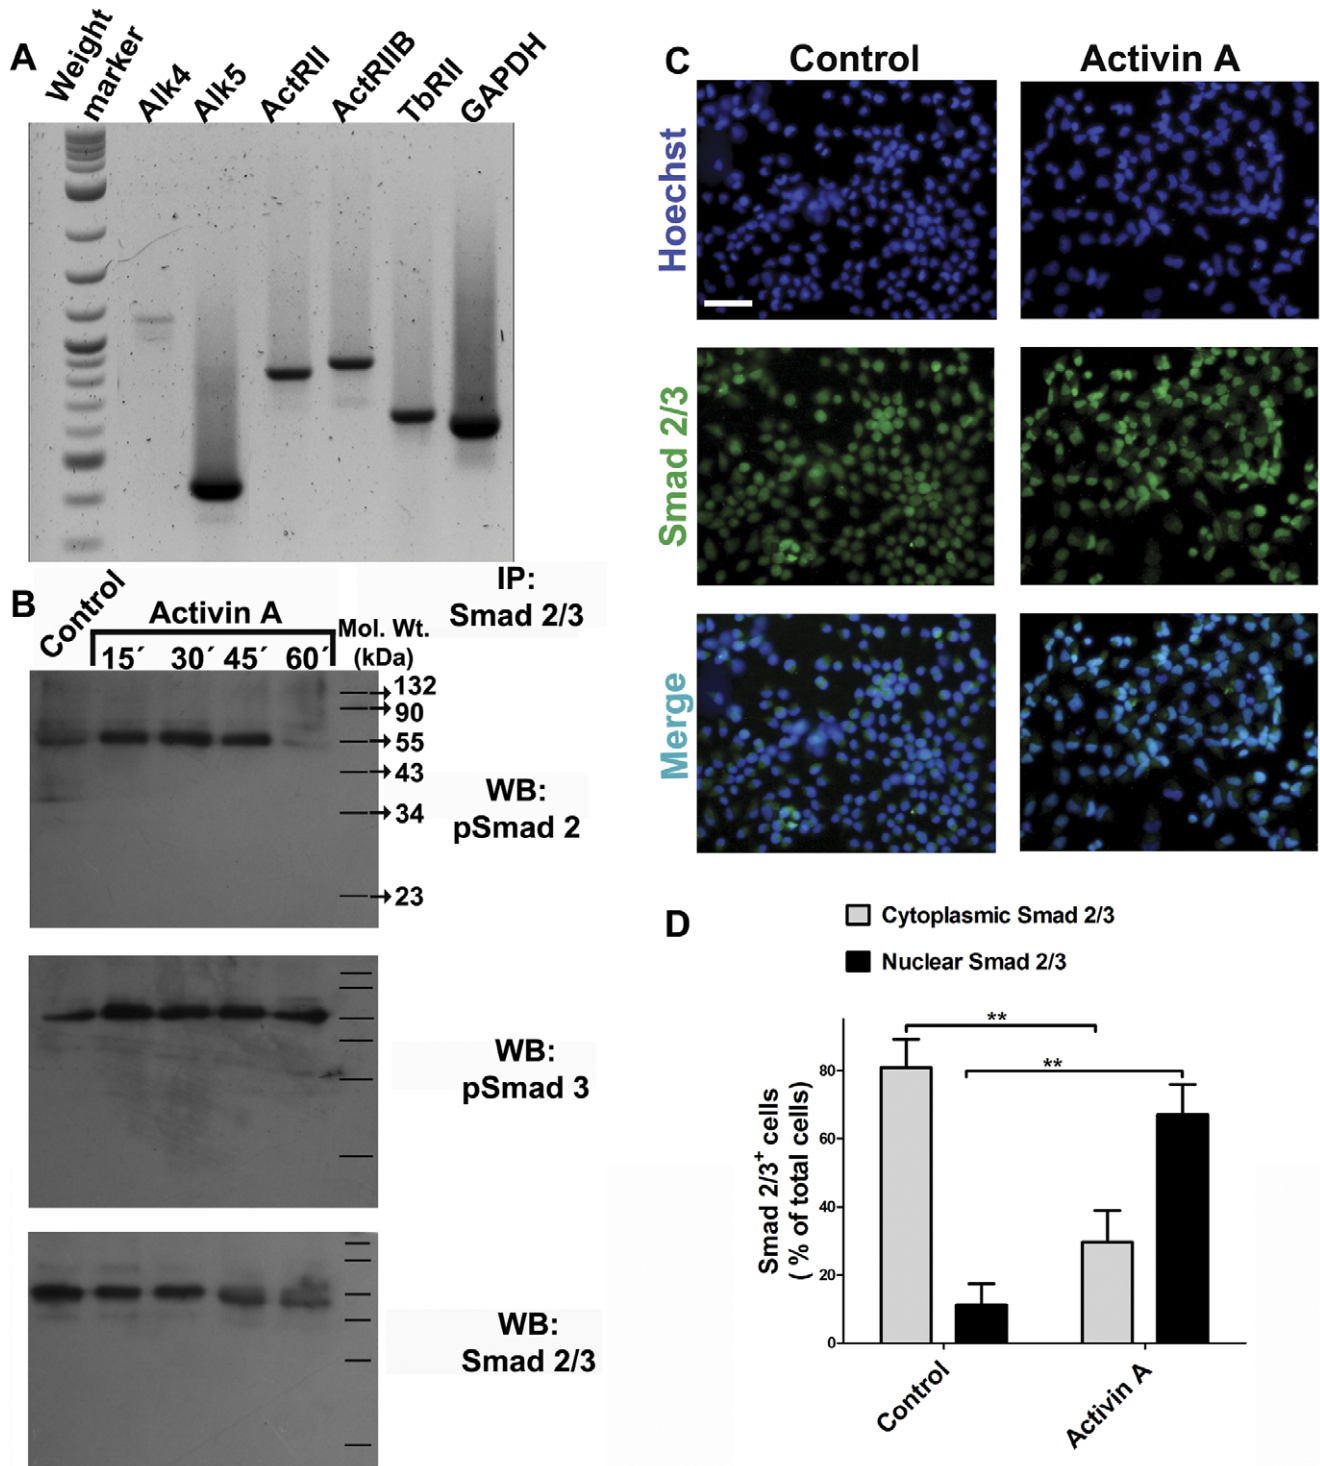 A
Weight
marker
Alk4
Alk5
ActRII
ActRIIB
TbRII
GAPDH
B
Control
Activin A
15´ 30´ 45´ 60´
Mol. Wt.
(kDa)
IP:
Smad 2/3
132
90
55
43
34
23
WB:
pSmad 2
WB:
pSmad 3
WB:
Smad 2/3
C
Control
Activin A
Hoechst
Smad 2/3
Merge
D
Cytoplasmic Smad 2/3
Nuclear Smad 2/3
**
**
Smad 2/3+ cells
( % of total cells)
80
60
40
20
0
Control
Activin A